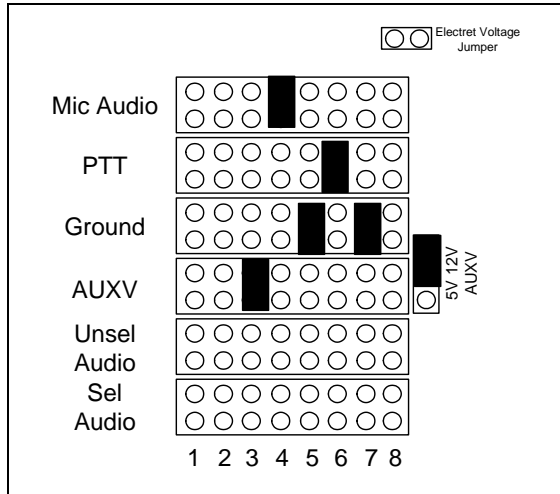 Electret Voltage
Jumper
Mic Audio
PTT
Ground
AUXV
5V 12V
AUXV
Unsel
Audio
Sel
Audio
1 2 3 4 5 6 7 8